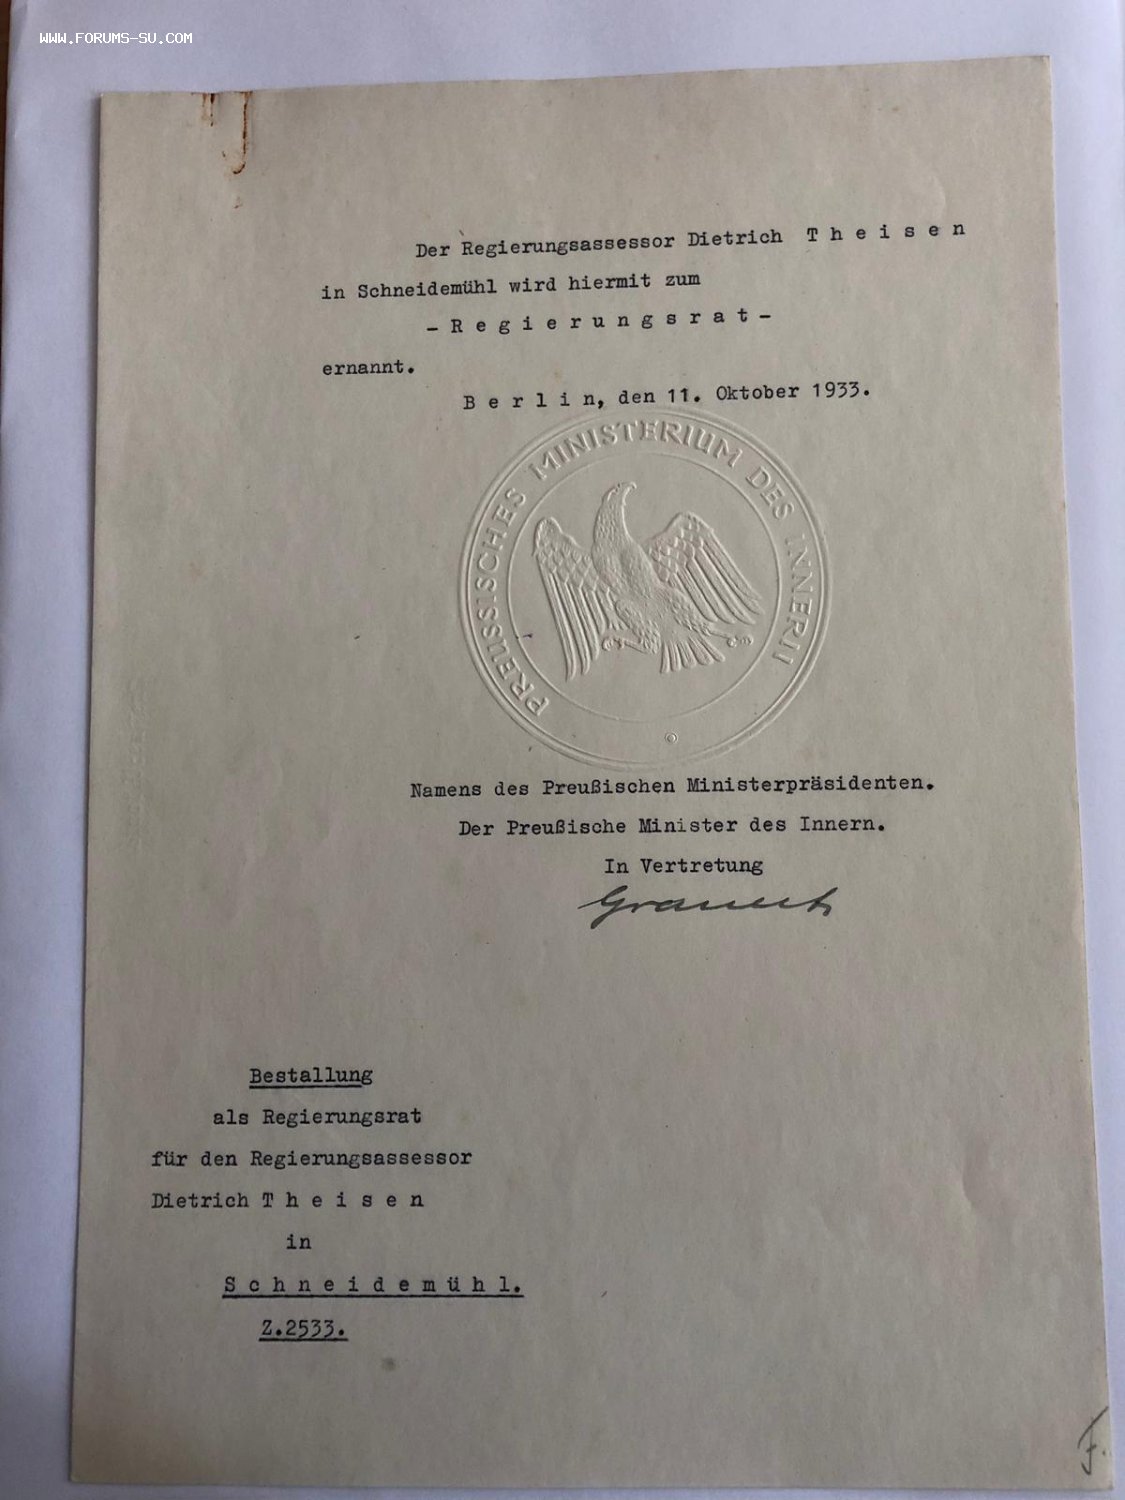 WWW.FORUMS-SU.COM
Der Regierungsassessor Dietrich T h e i s e n
in Schneidemühl wird hiermit zum
- R e g i e r u n g s r a t -
ernannt.
B e r l i n, den 11. Oktober 1933.
PREUSSISCHES MINISTERIUM DES INNERN
Namens des Preußischen Ministerpräsidenten.
Der Preußische Minister des Innern.
In Vertretung
Grauert
Bestallung
als Regierungsrat
für den Regierungsassessor
Dietrich T h e i s e n
in
S c h n e i d e m ü h l.
Z.2533.
F.